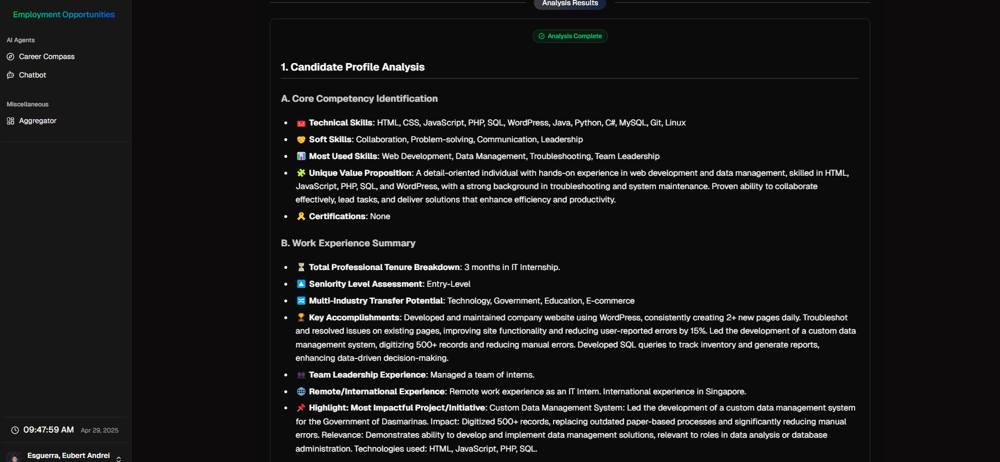 Employment Opportunities
AI Agents
Career Compass
Chatbot
Miscellaneous
Aggregator
09:47:59 AM Apr 29, 2025
Esguerra, Eubert Andrei
Analysis Results
Analysis Complete
1. Candidate Profile Analysis
A. Core Competency Identification
Technical Skills: HTML, CSS, JavaScript, PHP, SQL, WordPress, Java, Python, C#, MySQL, Git, Linux
Soft Skills: Collaboration, Problem-solving, Communication, Leadership
Most Used Skills: Web Development, Data Management, Troubleshooting, Team Leadership
Unique Value Proposition: A detail-oriented individual with hands-on experience in web development and data management, skilled in HTML,
JavaScript, PHP, SQL, and WordPress, with a strong background in troubleshooting and system maintenance. Proven ability to collaborate
effectively, lead tasks, and deliver solutions that enhance efficiency and productivity.
Certifications: None
B. Work Experience Summary
Total Professional Tenure Breakdown: 3 months in IT Internship.
Seniority Level Assessment: Entry-Level
Multi-Industry Transfer Potential: Technology, Government, Education, E-commerce
Key Accomplishments: Developed and maintained company website using WordPress, consistently creating 2+ new pages daily. Troubleshot
and resolved issues on existing pages, improving site functionality and reducing user-reported errors by 15%. Led the development of a custom data
management system, digitizing 500+ records and reducing manual errors. Developed SQL queries to track inventory and generate reports,
enhancing data-driven decision-making.
Team Leadership Experience: Managed a team of interns.
Remote/International Experience: Remote work experience as an IT Intern. International experience in Singapore.
Highlight: Most Impactful Project/Initiative: Custom Data Management System: Led the development of a custom data management system
for the Government of Dasmarinas. Impact: Digitized 500+ records, replacing outdated paper-based processes and significantly reducing manual
errors. Relevance: Demonstrates ability to develop and implement data management solutions, relevant to roles in data analysis or database
administration. Technologies used: HTML, JavaScript, PHP, SQL.